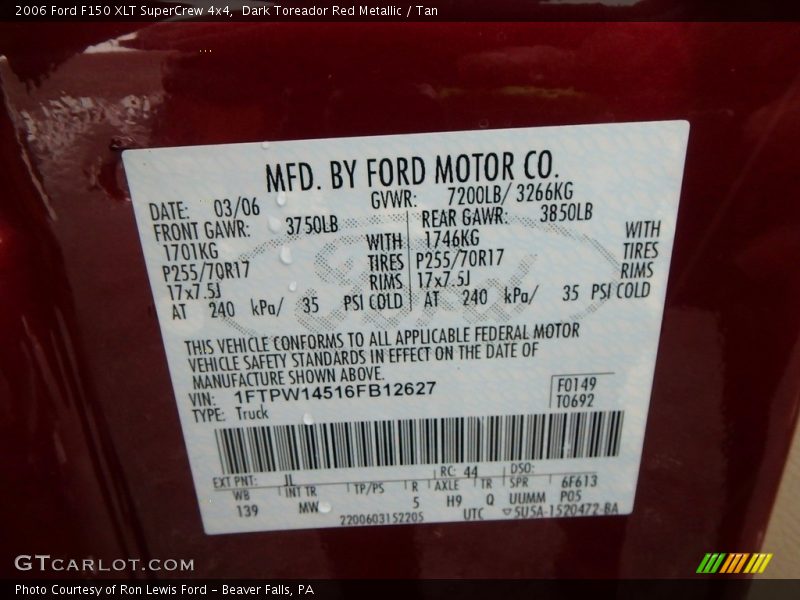 2006 Ford F150 XLT SuperCrew 4x4, Dark Toreador Red Metallic / Tan
MFD. BY FORD MOTOR CO.
DATE: 03/06 GVWR: 7200LB/ 3266KG
FRONT GAWR: 3750LB REAR GAWR: 3850LB
1701KG WITH 1746KG WITH
P255/70R17 TIRES P255/70R17 TIRES
17x7.5J RIMS 17x7.5J RIMS
AT 240 kPa/ 35 PSI COLD AT 240 kPa/ 35 PSI COLD
Ford
THIS VEHICLE CONFORMS TO ALL APPLICABLE FEDERAL MOTOR
VEHICLE SAFETY STANDARDS IN EFFECT ON THE DATE OF
MANUFACTURE SHOWN ABOVE.
VIN: 1FTPW14516FB12627 F0149
TYPE: Truck T0692
EXT PNT: JL RC: 44 DSO:
WB INT TR TP/PS R AXLE TR SPR 6F613
139 MW 5 H9 Q UUMM P05
2200603152205 UTC ▽5U5A-1520472-BA
GTCARLOT.COM
Photo Courtesy of Ron Lewis Ford - Beaver Falls, PA